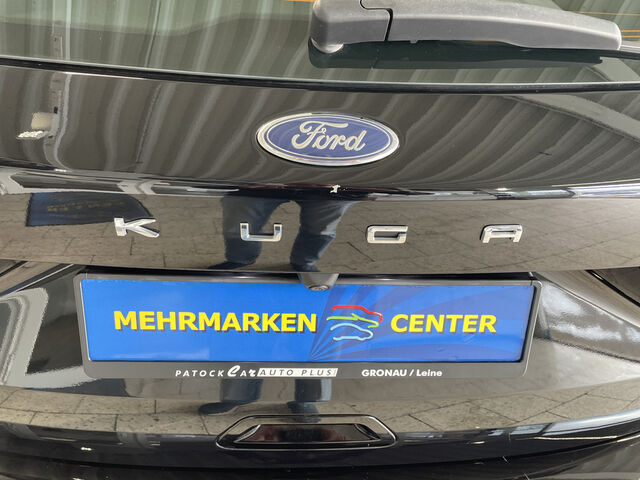 Ford
KUGA
MEHRMARKEN CENTER
PATOCK Car AUTO PLUS GRONAU / Leine